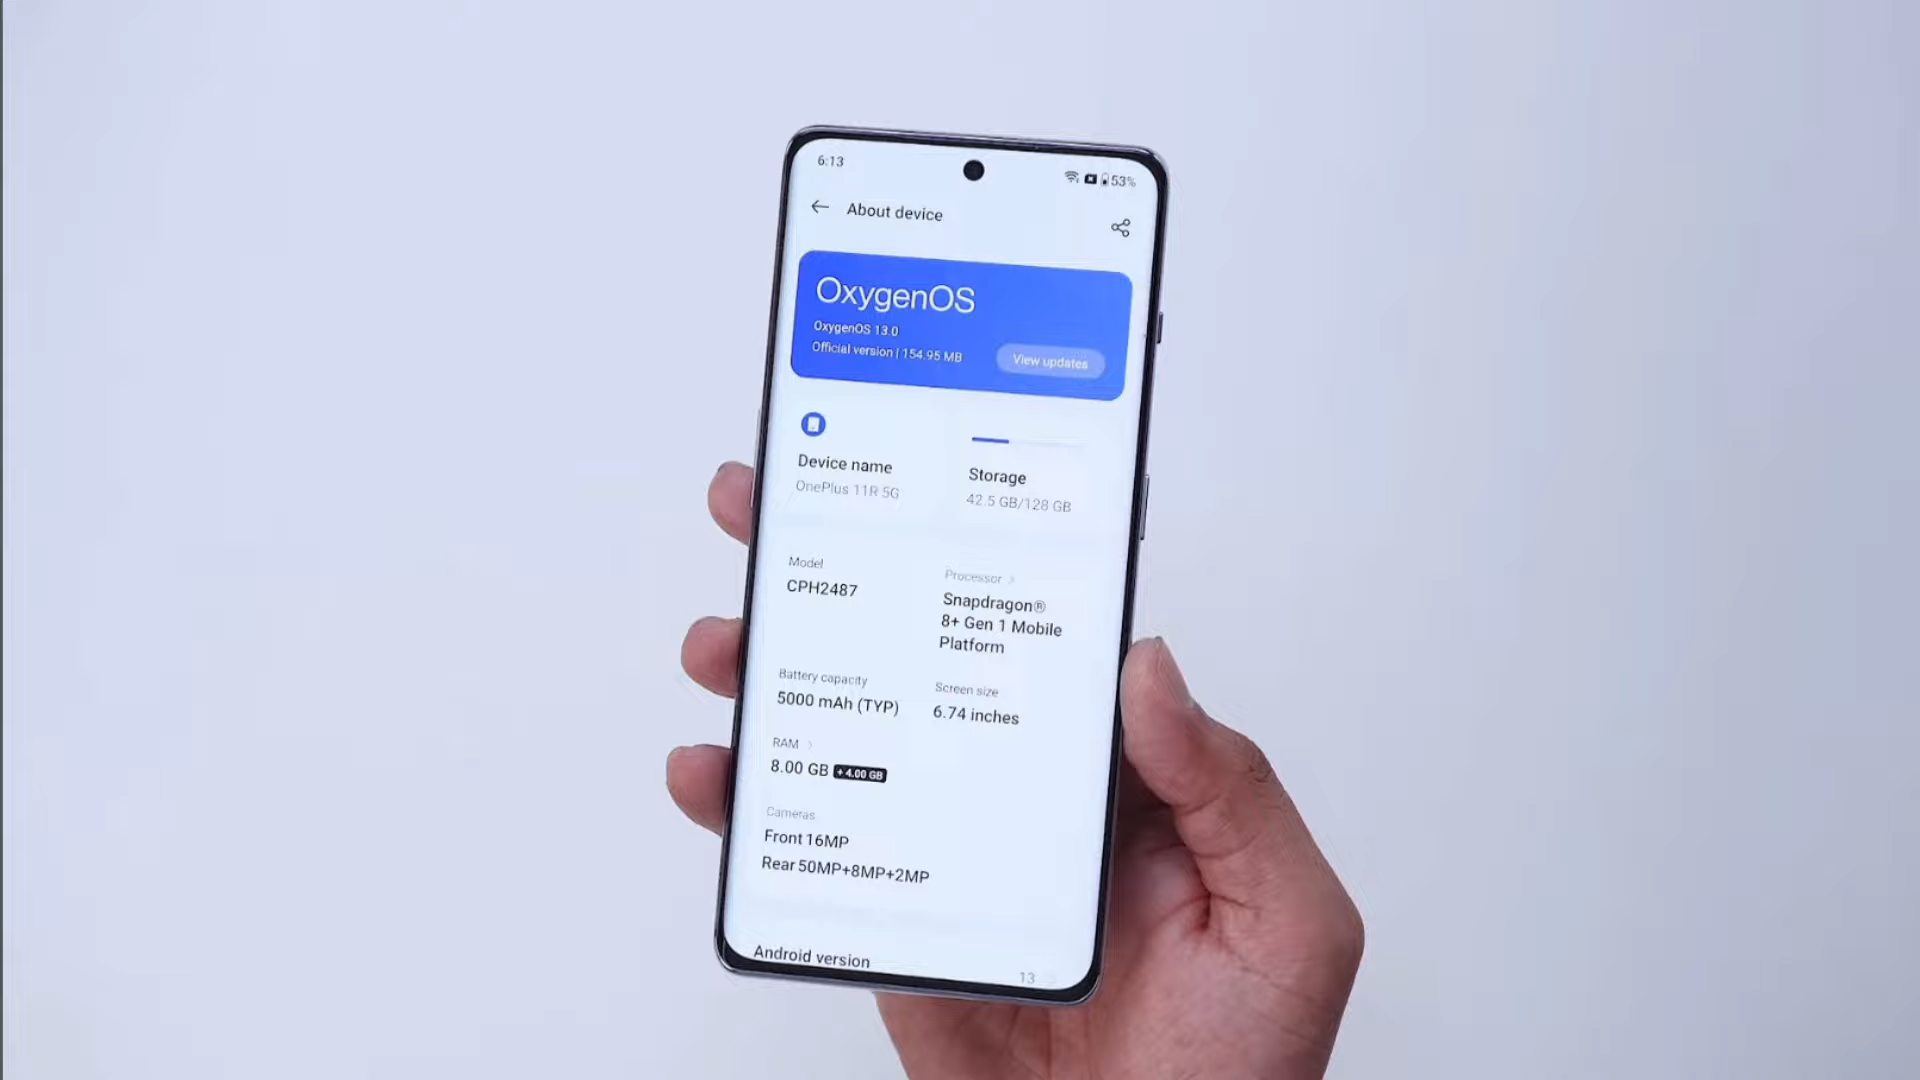 6:13
53%
About device
OxygenOS
OxygenOS 13.0
Official version | 154.95 MB
View updates
Device name
OnePlus 11R 5G
Storage
42.5 GB/128 GB
Model
CPH2487
Processor
Snapdragon®
8+ Gen 1 Mobile
Platform
Battery capacity
5000 mAh (TYP)
Screen size
6.74 inches
RAM
8.00 GB +4.00 GB
Cameras
Front 16MP
Rear 50MP+8MP+2MP
Android version
13